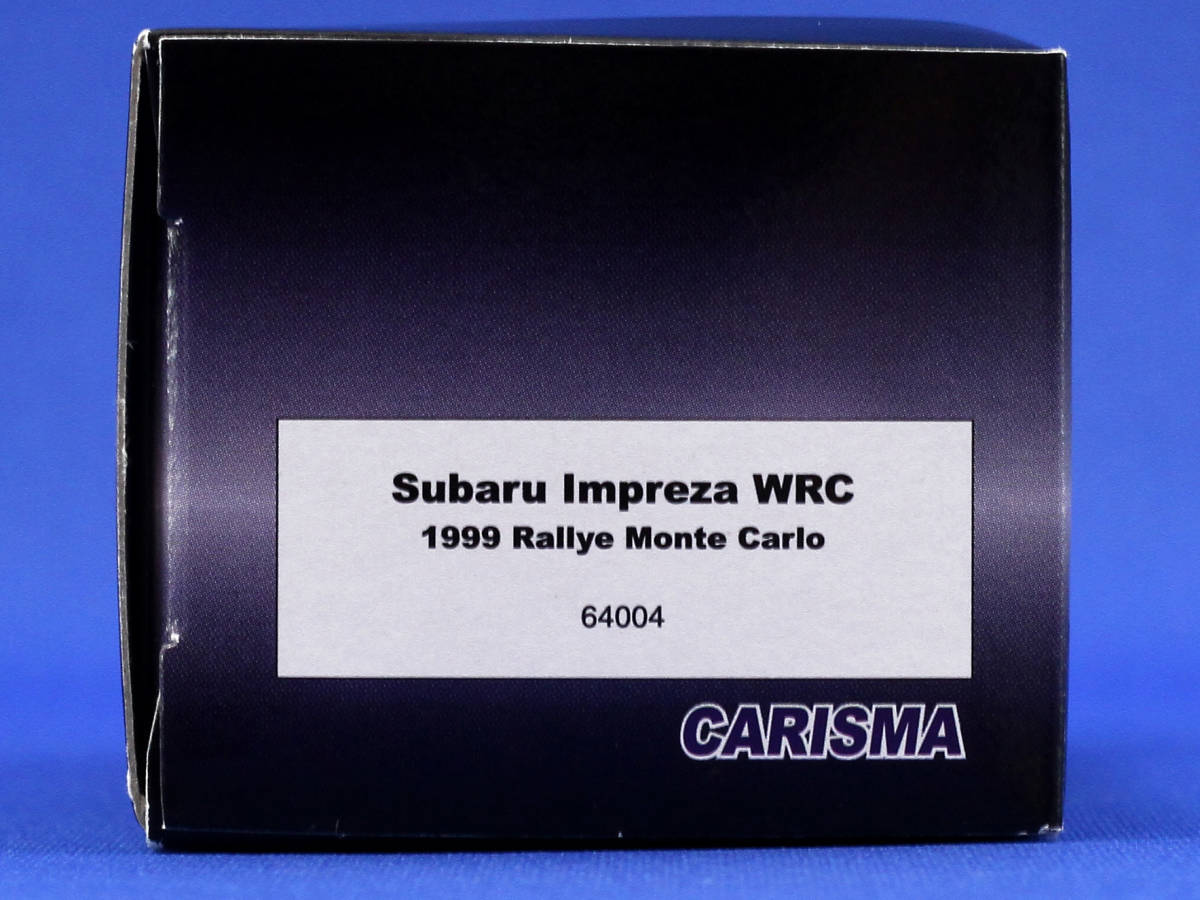 Subaru Impreza WRC
1999 Rallye Monte Carlo
64004
CARISMA